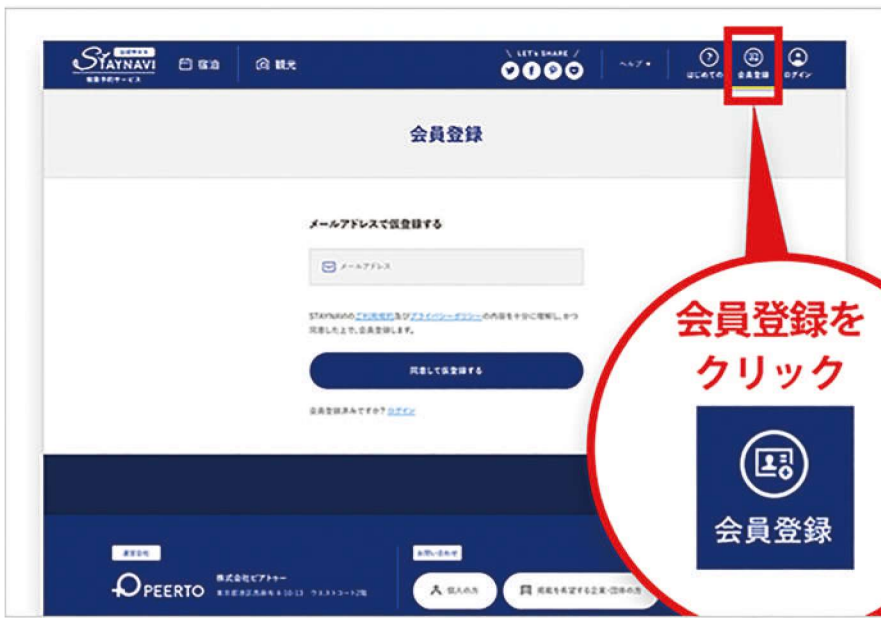 STAYNAVI
宿泊
観光
\ LET's SHARE /
ヘルプ
はじめての
会員登録
ログイン
会員登録
メールアドレスで仮登録する
メールアドレス
STAYNAVIのご利用規約及びプライバシーポリシーの内容を十分に理解し、かつ
同意した上で、会員登録します。
同意して仮登録する
会員登録済みですか？ログイン
会員登録を
クリック
会員登録
運営会社
PEERTO
株式会社ピアトゥー
お問い合わせ
個人の方
掲載を希望する企業・団体の方